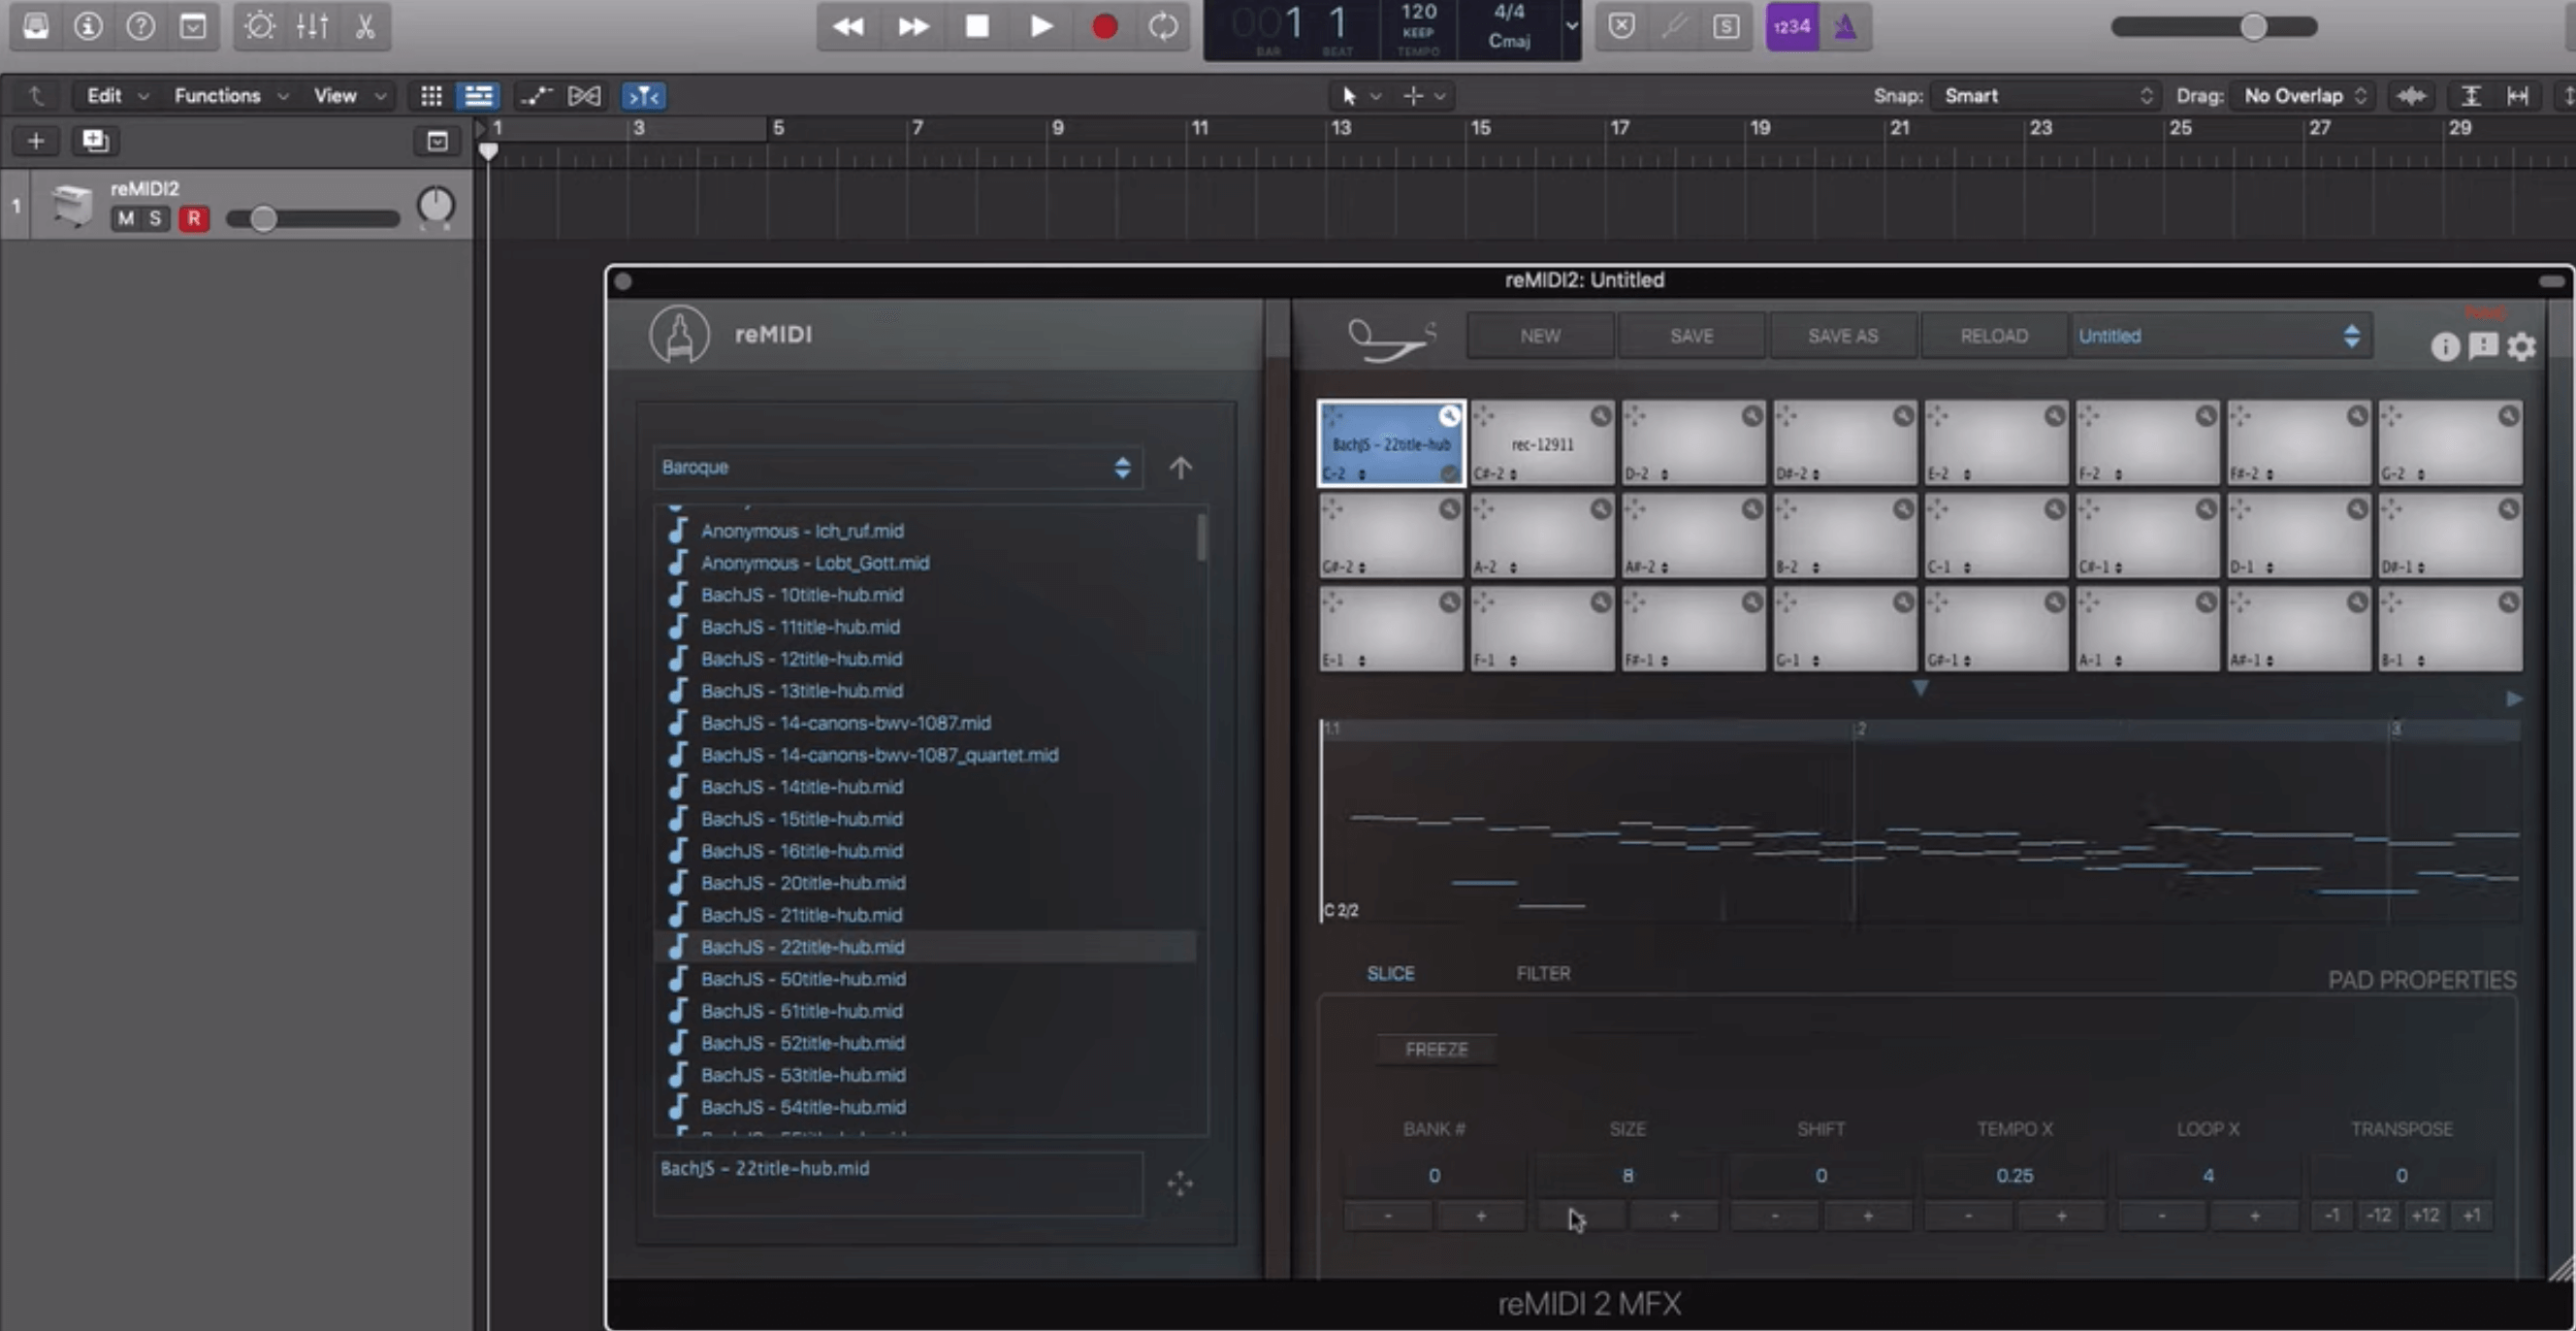 1234
001 1
BAR BEAT
120
KEEP
TEMPO
4/4
Cmaj
S
Edit Functions View
Snap: Smart Drag: No Overlap
1 3 5 7 9 11 13 15 17 19 21 23 25 27 29
1
reMIDI2
M S R
L R
reMIDI2: Untitled
reMIDI
NEW SAVE SAVE AS RELOAD Untitled
Baroque
Anonymous - Ich_ruf.mid
Anonymous - Lobt_Gott.mid
BachJS - 10title-hub.mid
BachJS - 11title-hub.mid
BachJS - 12title-hub.mid
BachJS - 13title-hub.mid
BachJS - 14-canons-bwv-1087.mid
BachJS - 14-canons-bwv-1087_quartet.mid
BachJS - 14title-hub.mid
BachJS - 15title-hub.mid
BachJS - 16title-hub.mid
BachJS - 20title-hub.mid
BachJS - 21title-hub.mid
BachJS - 22title-hub.mid
BachJS - 50title-hub.mid
BachJS - 51title-hub.mid
BachJS - 52title-hub.mid
BachJS - 53title-hub.mid
BachJS - 54title-hub.mid
BachJS - 22title-hub.mid
BachJS - 22title-hub rec-12911
C-2 C#-2 D-2 D#-2 E-2 F-2 F#-2 G-2
G#-2 A-2 A#-2 B-2 C-1 C#-1 D-1 D#-1
E-1 F-1 F#-1 G-1 G#-1 A-1 A#-1 B-1
1.1 2 3
C 2/2
SLICE FILTER PAD PROPERTIES
FREEZE
BANK # SIZE SHIFT TEMPO X LOOP X TRANSPOSE
0 8 0 0.25 4 0
- + + - + - + - + -1 -12 +12 +1
reMIDI 2 MFX